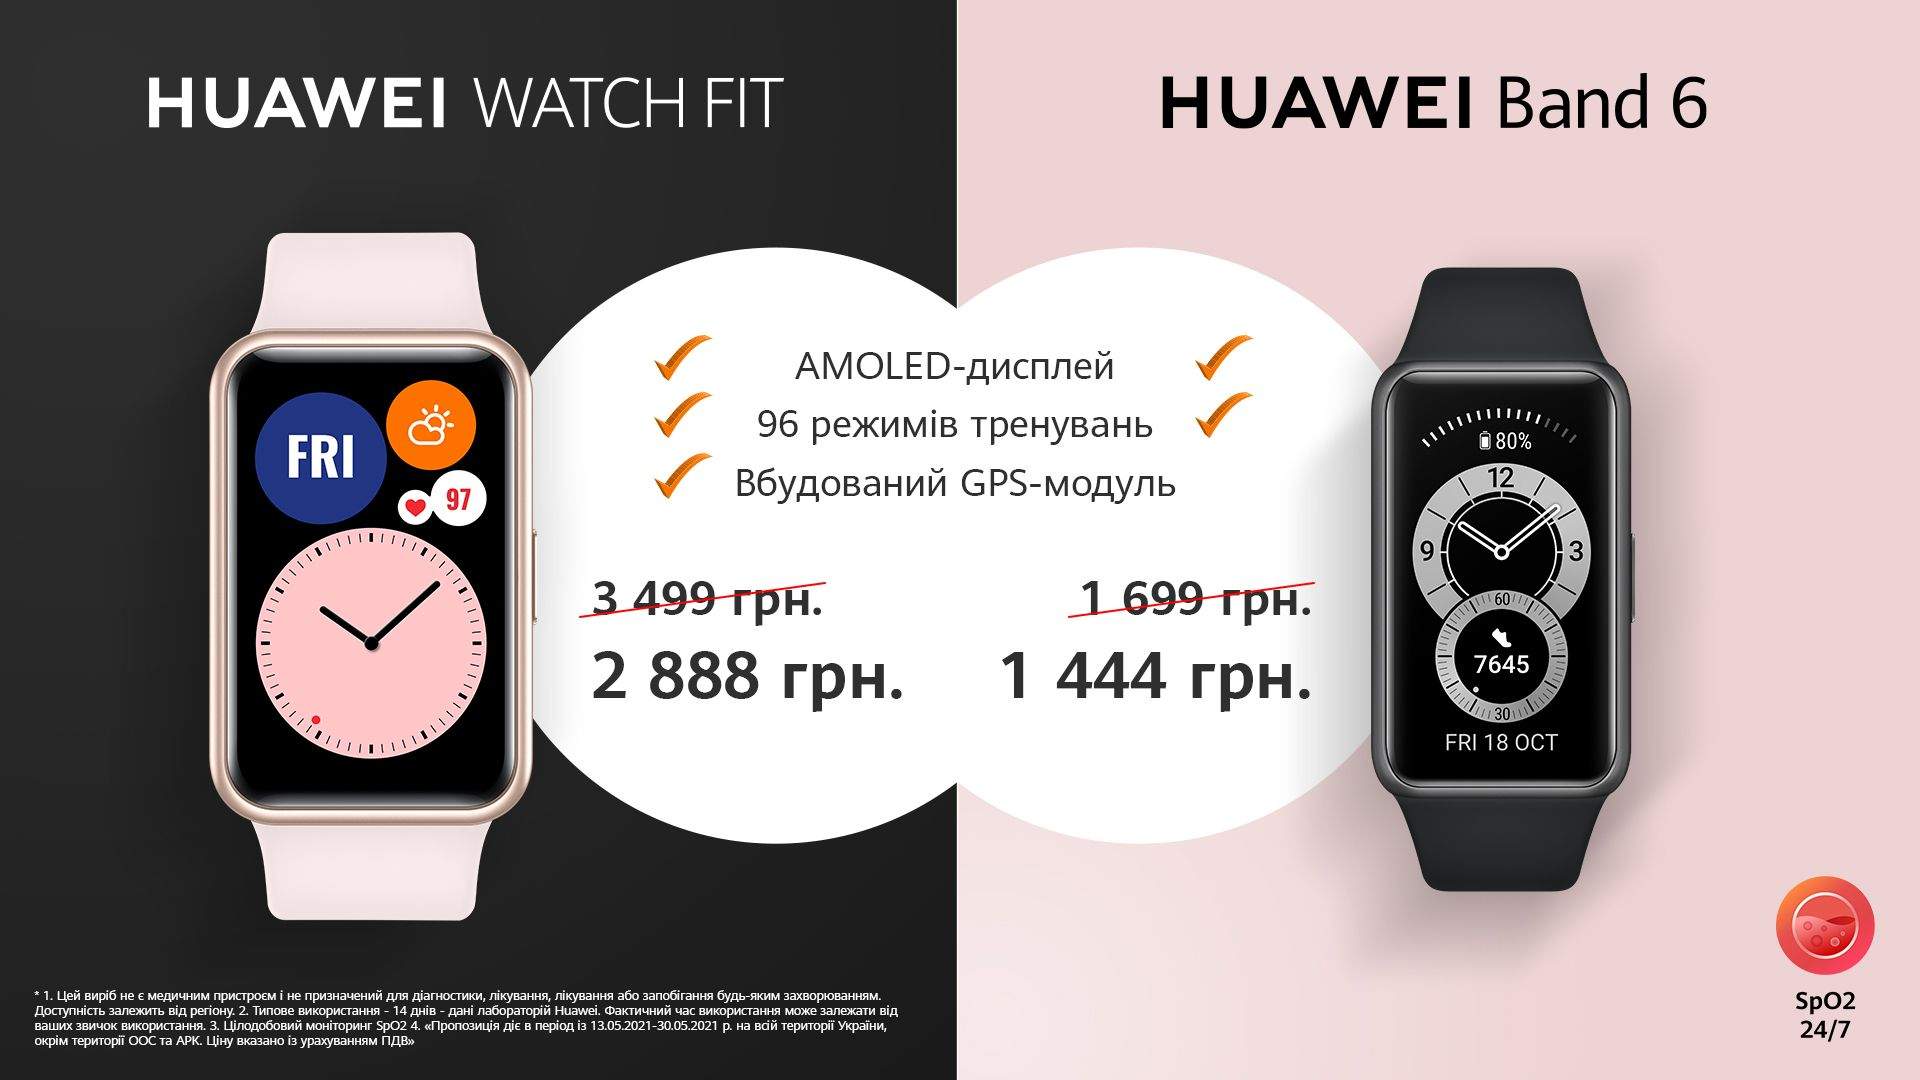 HUAWEI WATCH FIT
HUAWEI Band 6
AMOLED-дисплей
96 режимів тренувань
Вбудований GPS-модуль
3 499 грн.
2 888 грн.
1 699 грн.
1 444 грн.
FRI
97
80%
12
9
3
60
7645
30
FRI 18 OCT
SpO2
24/7
* 1. Цей виріб не є медичним пристроєм і не призначений для діагностики, лікування, лікування або запобігання будь-яким захворюванням.
Доступність залежить від регіону. 2. Типове використання - 14 днів - дані лабораторій Huawei. Фактичний час використання може залежати від
ваших звичок використання. 3. Цілодобовий моніторинг SpO2 4. «Пропозиція діє в період із 13.05.2021-30.05.2021 р. на всій території України,
окрім території ООС та АРК. Ціну вказано із урахуванням ПДВ»